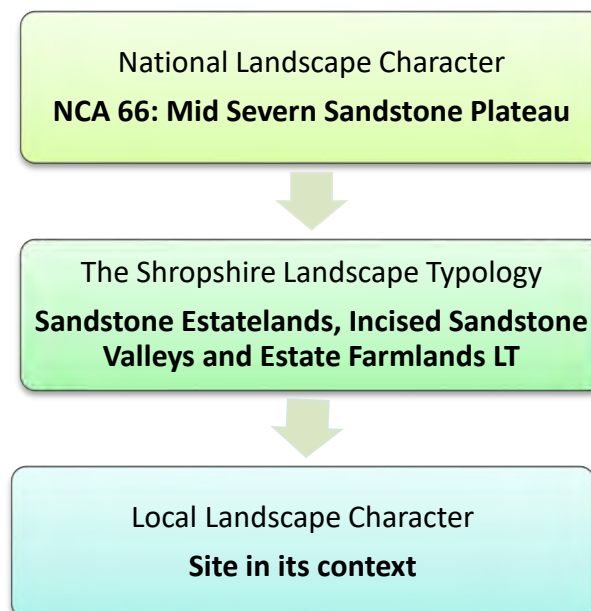 National Landscape Character
NCA 66: Mid Severn Sandstone Plateau
The Shropshire Landscape Typology
Sandstone Estatelands, Incised Sandstone
Valleys and Estate Farmlands LT
Local Landscape Character
Site in its context